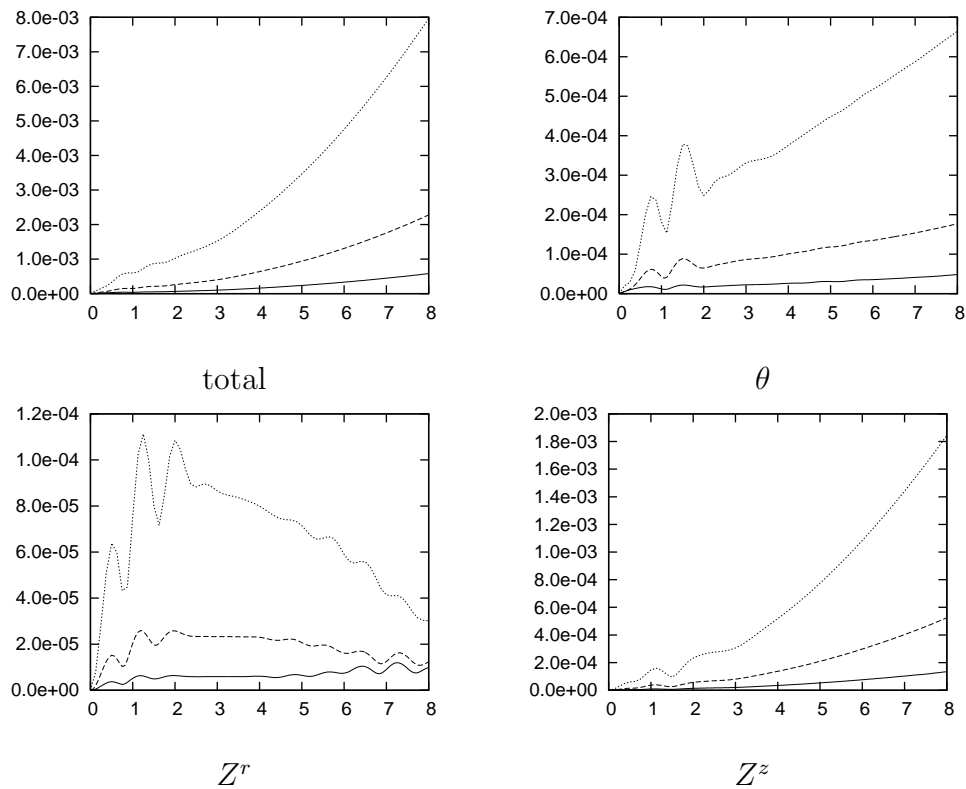 8.0e-03
7.0e-03
6.0e-03
5.0e-03
4.0e-03
3.0e-03
2.0e-03
1.0e-03
0.0e+00
0 1 2 3 4 5 6 7 8
total
7.0e-04
6.0e-04
5.0e-04
4.0e-04
3.0e-04
2.0e-04
1.0e-04
0.0e+00
0 1 2 3 4 5 6 7 8
θ
1.2e-04
1.0e-04
8.0e-05
6.0e-05
4.0e-05
2.0e-05
0.0e+00
0 1 2 3 4 5 6 7 8
Z^r
2.0e-03
1.8e-03
1.6e-03
1.4e-03
1.2e-03
1.0e-03
8.0e-04
6.0e-04
4.0e-04
2.0e-04
0.0e+00
0 1 2 3 4 5 6 7 8
Z^z